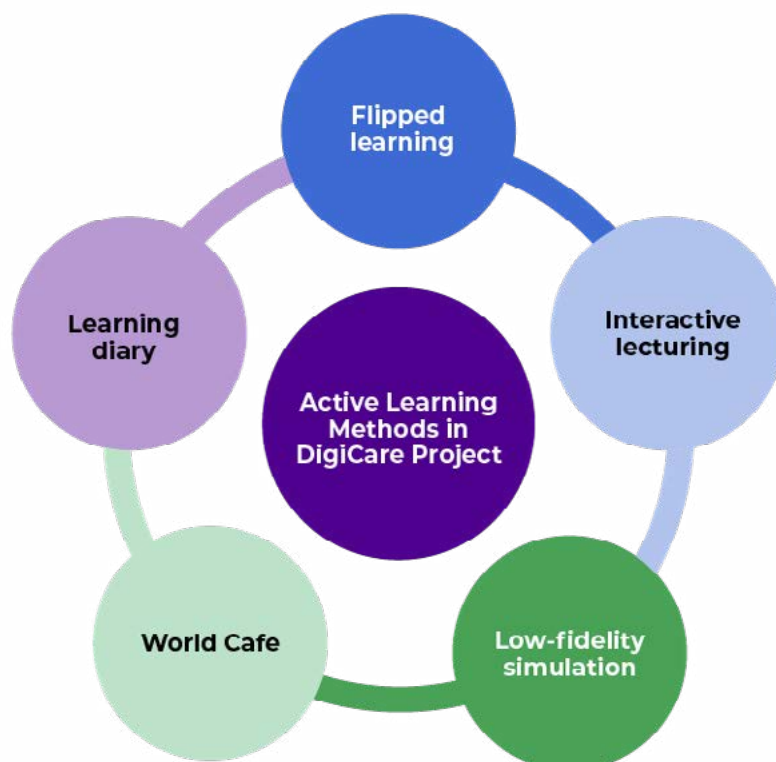 Flipped
learning
Interactive
lecturing
Low-fidelity
simulation
World Cafe
Learning
diary
Active Learning
Methods in
DigiCare Project